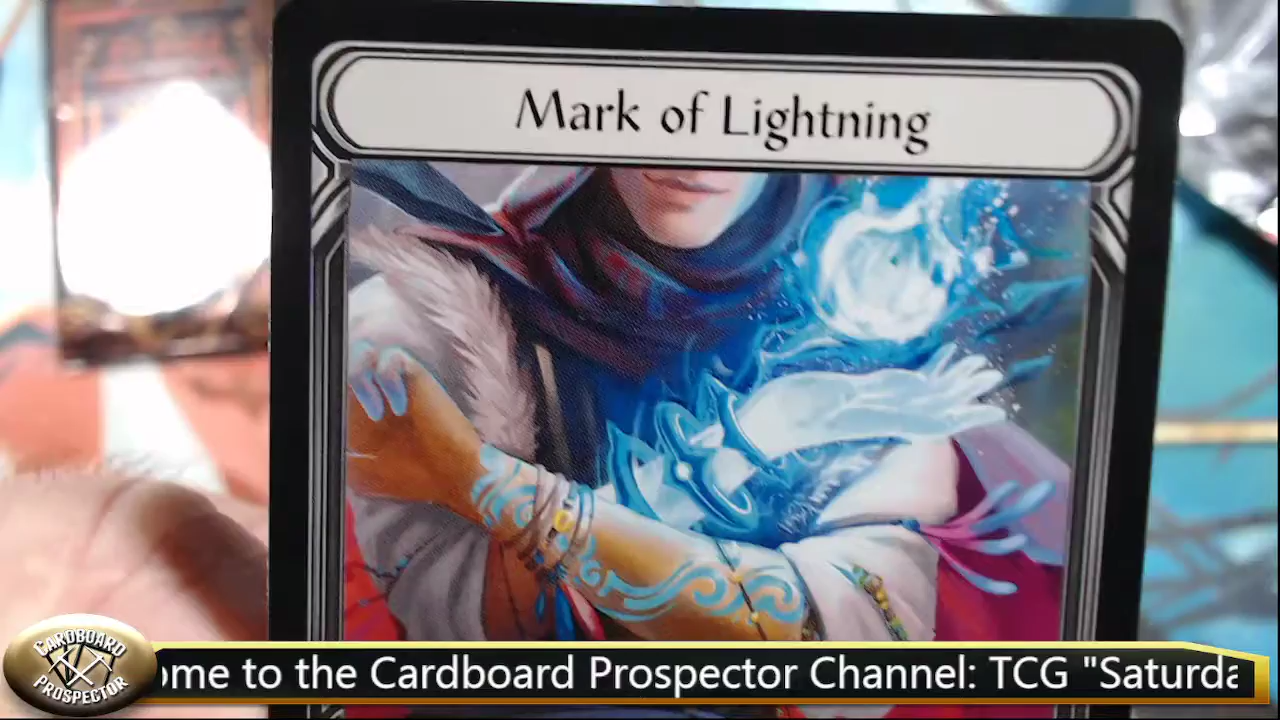 Mark of Lightning
CARDBOARD
PROSPECTOR
ome to the Cardboard Prospector Channel: TCG "Saturda